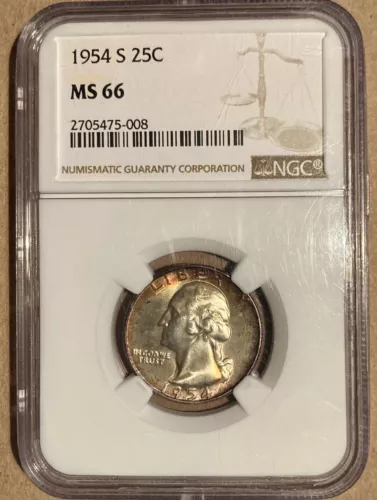 1954 S 25C
MS 66
2705475-008
NUMISMATIC GUARANTY CORPORATION
NGC®
LIBERTY
IN GOD WE
TRUST
1954